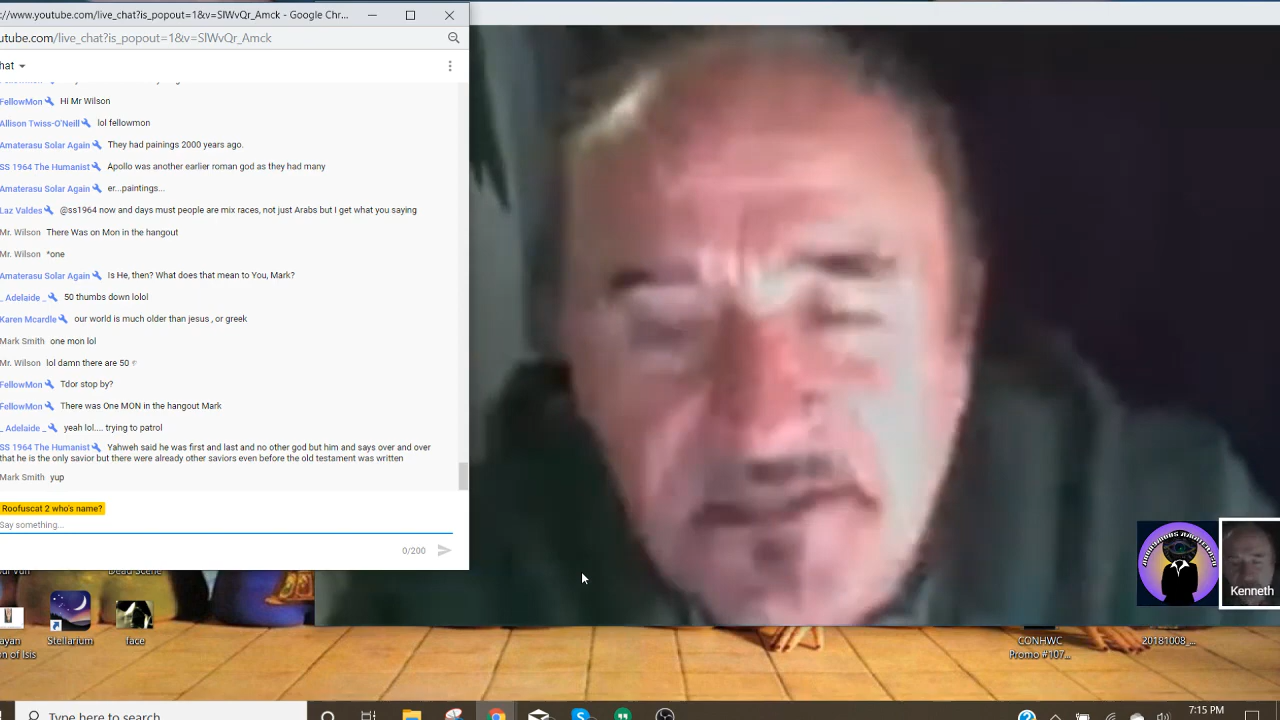 ://www.youtube.com/live_chat?is_popout=1&v=SlWvQr_Amck - Google Chr...
utube.com/live_chat?is_popout=1&v=SlWvQr_Amck
hat
FellowMon Hi Mr Wilson
Allison Twiss-O'Neill lol fellowmon
Amaterasu Solar Again They had painings 2000 years ago.
SS 1964 The Humanist Apollo was another earlier roman god as they had many
Amaterasu Solar Again er...paintings...
Laz Valdes @ss1964 now and days must people are mix races, not just Arabs but I get what you saying
Mr. Wilson There Was on Mon in the hangout
Mr. Wilson *one
Amaterasu Solar Again Is He, then? What does that mean to You, Mark?
_ Adelaide _ 50 thumbs down lolol
Karen Mcardle our world is much older than jesus , or greek
Mark Smith one mon lol
Mr. Wilson lol damn there are 50
FellowMon Tdor stop by?
FellowMon There was One MON in the hangout Mark
_ Adelaide _ yeah lol.... trying to patrol
SS 1964 The Humanist Yahweh said he was first and last and no other god but him and says over and over
that he is the only savior but there were already other saviors even before the old testament was written
Mark Smith yup
Roofuscat 2 who's name?
Say something...
0/200
Dead Scene
Kenneth
ayan
on of Isis
Stellarium
face
CONHWC
Promo #107...
20181008_...
Type here to search
7:15 PM